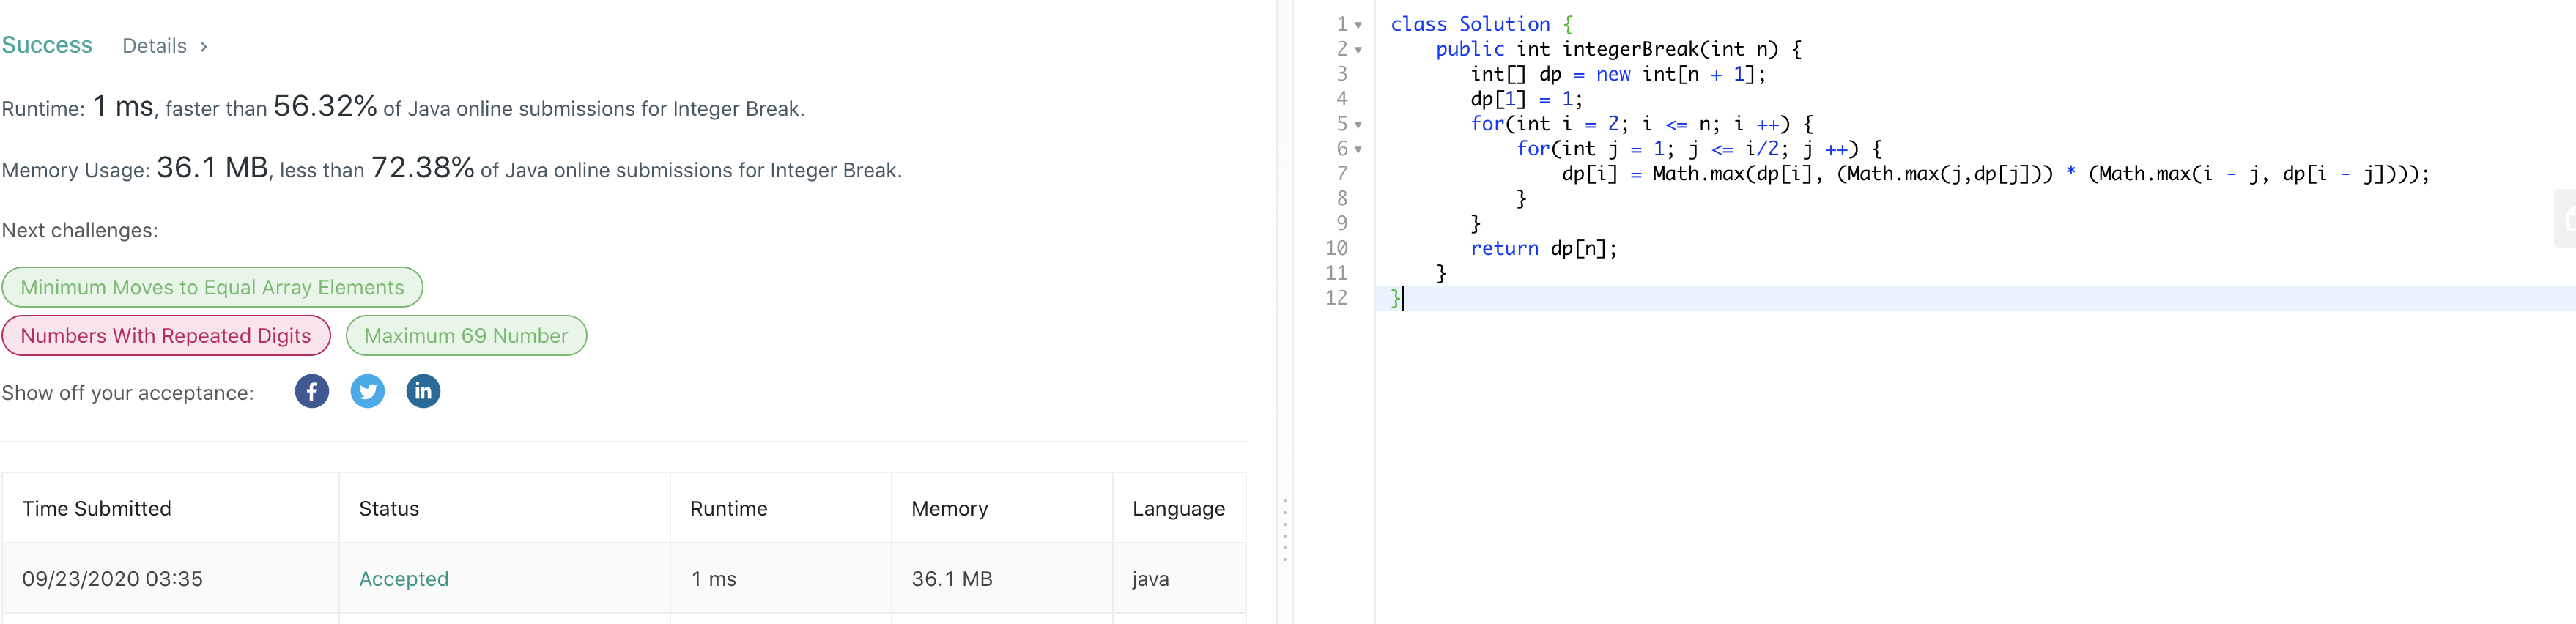 Success Details >
Runtime: 1 ms, faster than 56.32% of Java online submissions for Integer Break.
Memory Usage: 36.1 MB, less than 72.38% of Java online submissions for Integer Break.
Next challenges:
Minimum Moves to Equal Array Elements
Numbers With Repeated Digits Maximum 69 Number
Show off your acceptance: f in
Time Submitted Status Runtime Memory Language
09/23/2020 03:35 Accepted 1 ms 36.1 MB java
1 class Solution {
2     public int integerBreak(int n) {
3        int[] dp = new int[n + 1];
4        dp[1] = 1;
5        for(int i = 2; i <= n; i ++) {
6            for(int j = 1; j <= i/2; j ++) {
7                dp[i] = Math.max(dp[i], (Math.max(j,dp[j])) * (Math.max(i - j, dp[i - j])));
8            }
9        }
10        return dp[n];
11     }
12 }